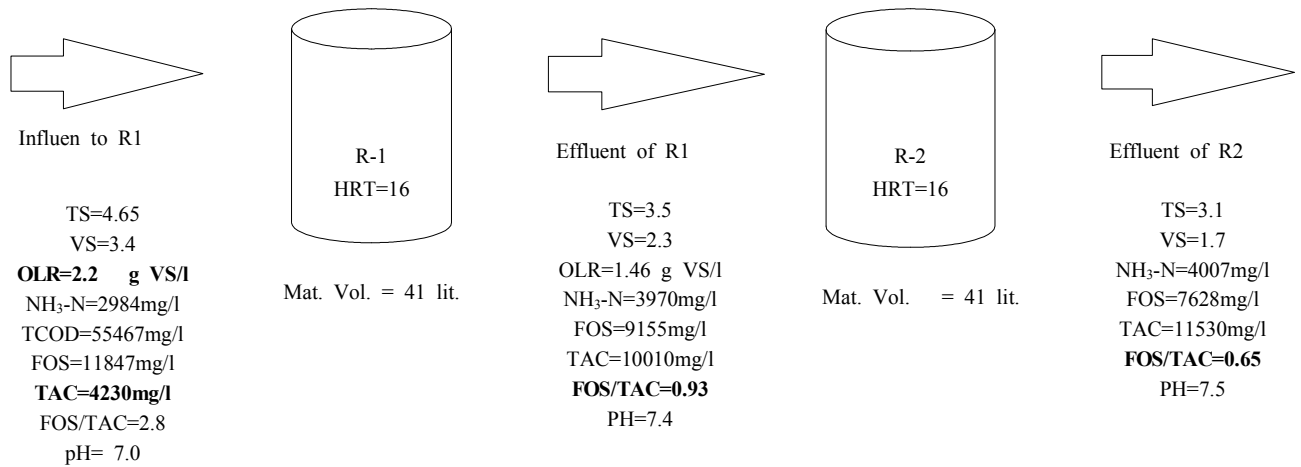 Influen to R1
TS=4.65
VS=3.4
OLR=2.2 g VS/l
NH₃-N=2984mg/l
TCOD=55467mg/l
FOS=11847mg/l
TAC=4230mg/l
FOS/TAC=2.8
pH= 7.0
R-1
HRT=16
Mat. Vol. = 41 lit.
Effluent of R1
TS=3.5
VS=2.3
OLR=1.46 g VS/l
NH₃-N=3970mg/l
FOS=9155mg/l
TAC=10010mg/l
FOS/TAC=0.93
PH=7.4
R-2
HRT=16
Mat. Vol. = 41 lit.
Effluent of R2
TS=3.1
VS=1.7
NH₃-N=4007mg/l
FOS=7628mg/l
TAC=11530mg/l
FOS/TAC=0.65
PH=7.5